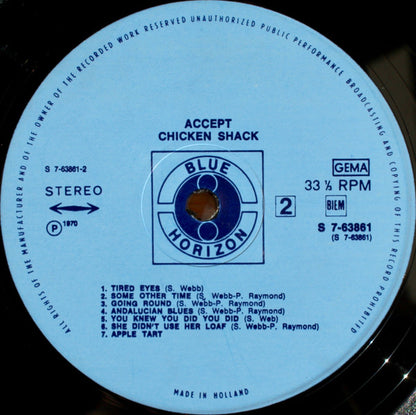 ALL RIGHTS OF THE MANUFACTURER AND OF THE OWNER OF THE RECORDED WORK RESERVED UNAUTHORIZED PUBLIC PERFORMANCE BROADCASTING AND COPYING OF THIS RECORD PROHIBITED
ACCEPT
CHICKEN SHACK
S 7-63861-2
STEREO
℗ 1970
BLUE
HORIZON
GEMA
33 ⅓ RPM
2
BIEM
S 7-63861
(S 7-63861)
1. TIRED EYES (S. Webb)
2. SOME OTHER TIME (S. Webb-P. Raymond)
3. GOING ROUND (S. Webb-P. Raymond)
4. ANDALUCIAN BLUES (S. Webb-P. Raymond)
5. YOU KNEW YOU DID YOU DID (S. Web)
6. SHE DIDN'T USE HER LOAF (S. Webb-P. Raymond)
7. APPLE TART
MADE IN HOLLAND